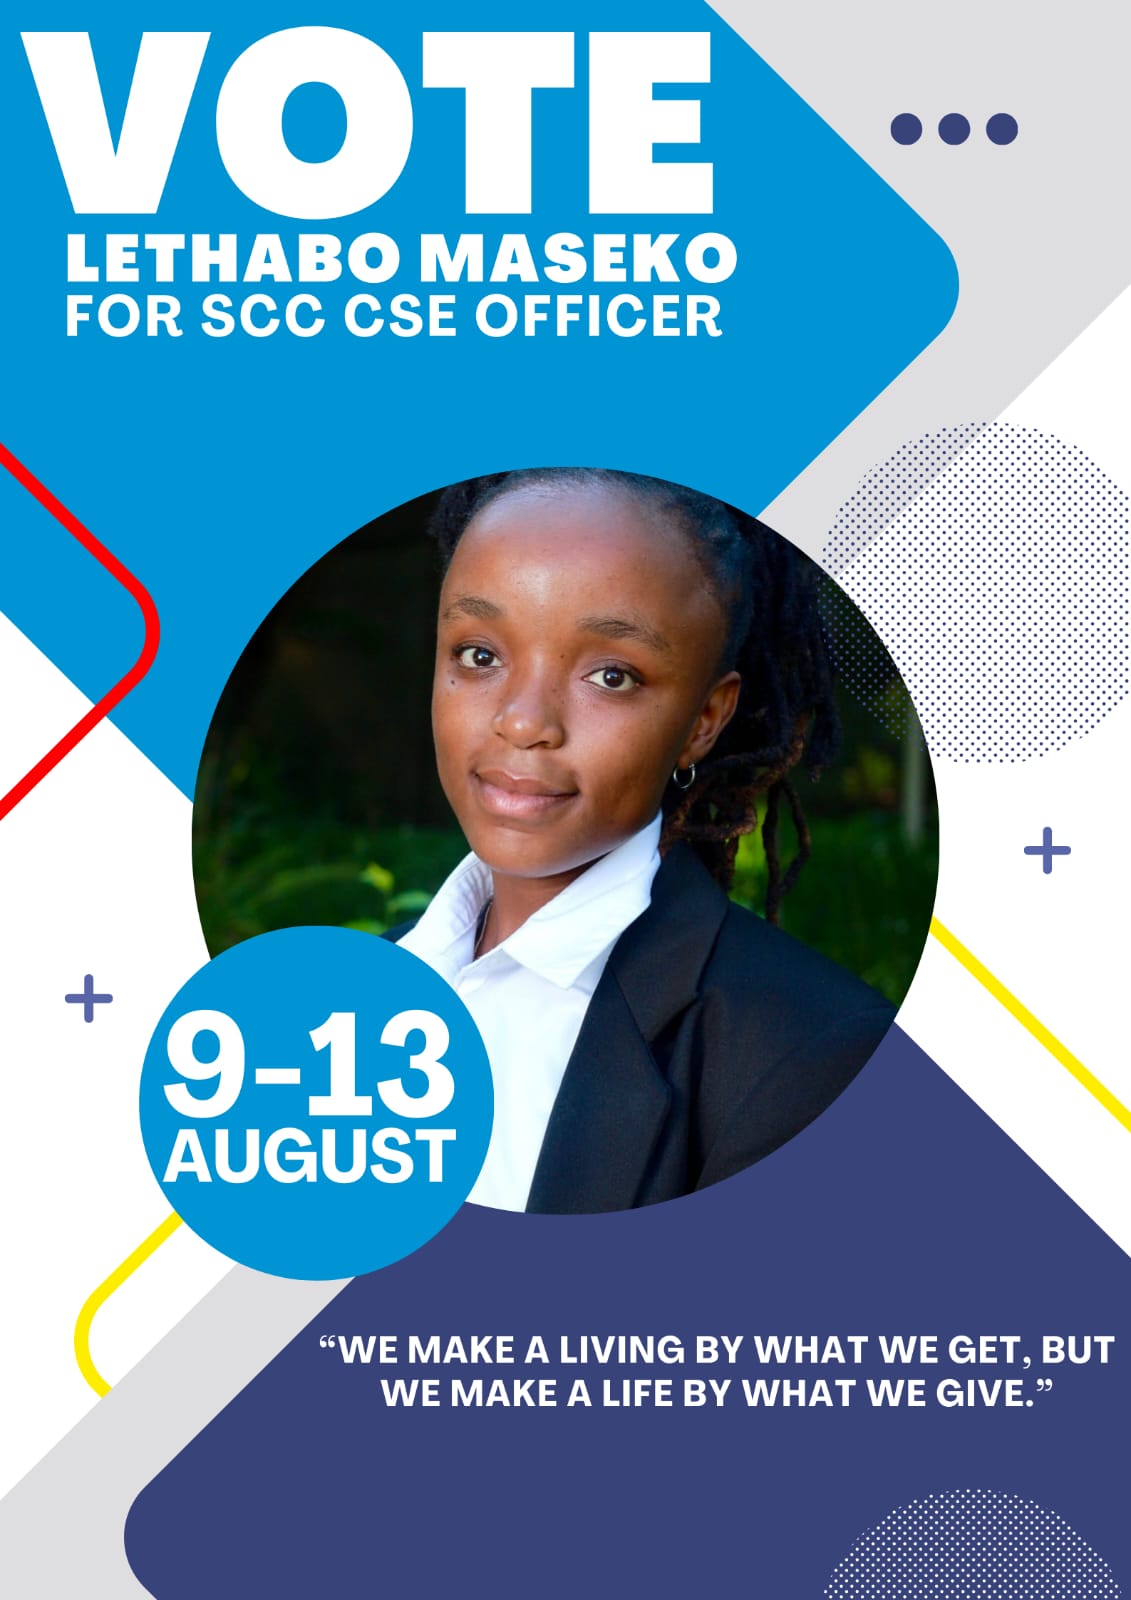 VOTE
LETHABO MASEKO
FOR SCC CSE OFFICER
9-13
AUGUST
“WE MAKE A LIVING BY WHAT WE GET, BUT
WE MAKE A LIFE BY WHAT WE GIVE.”